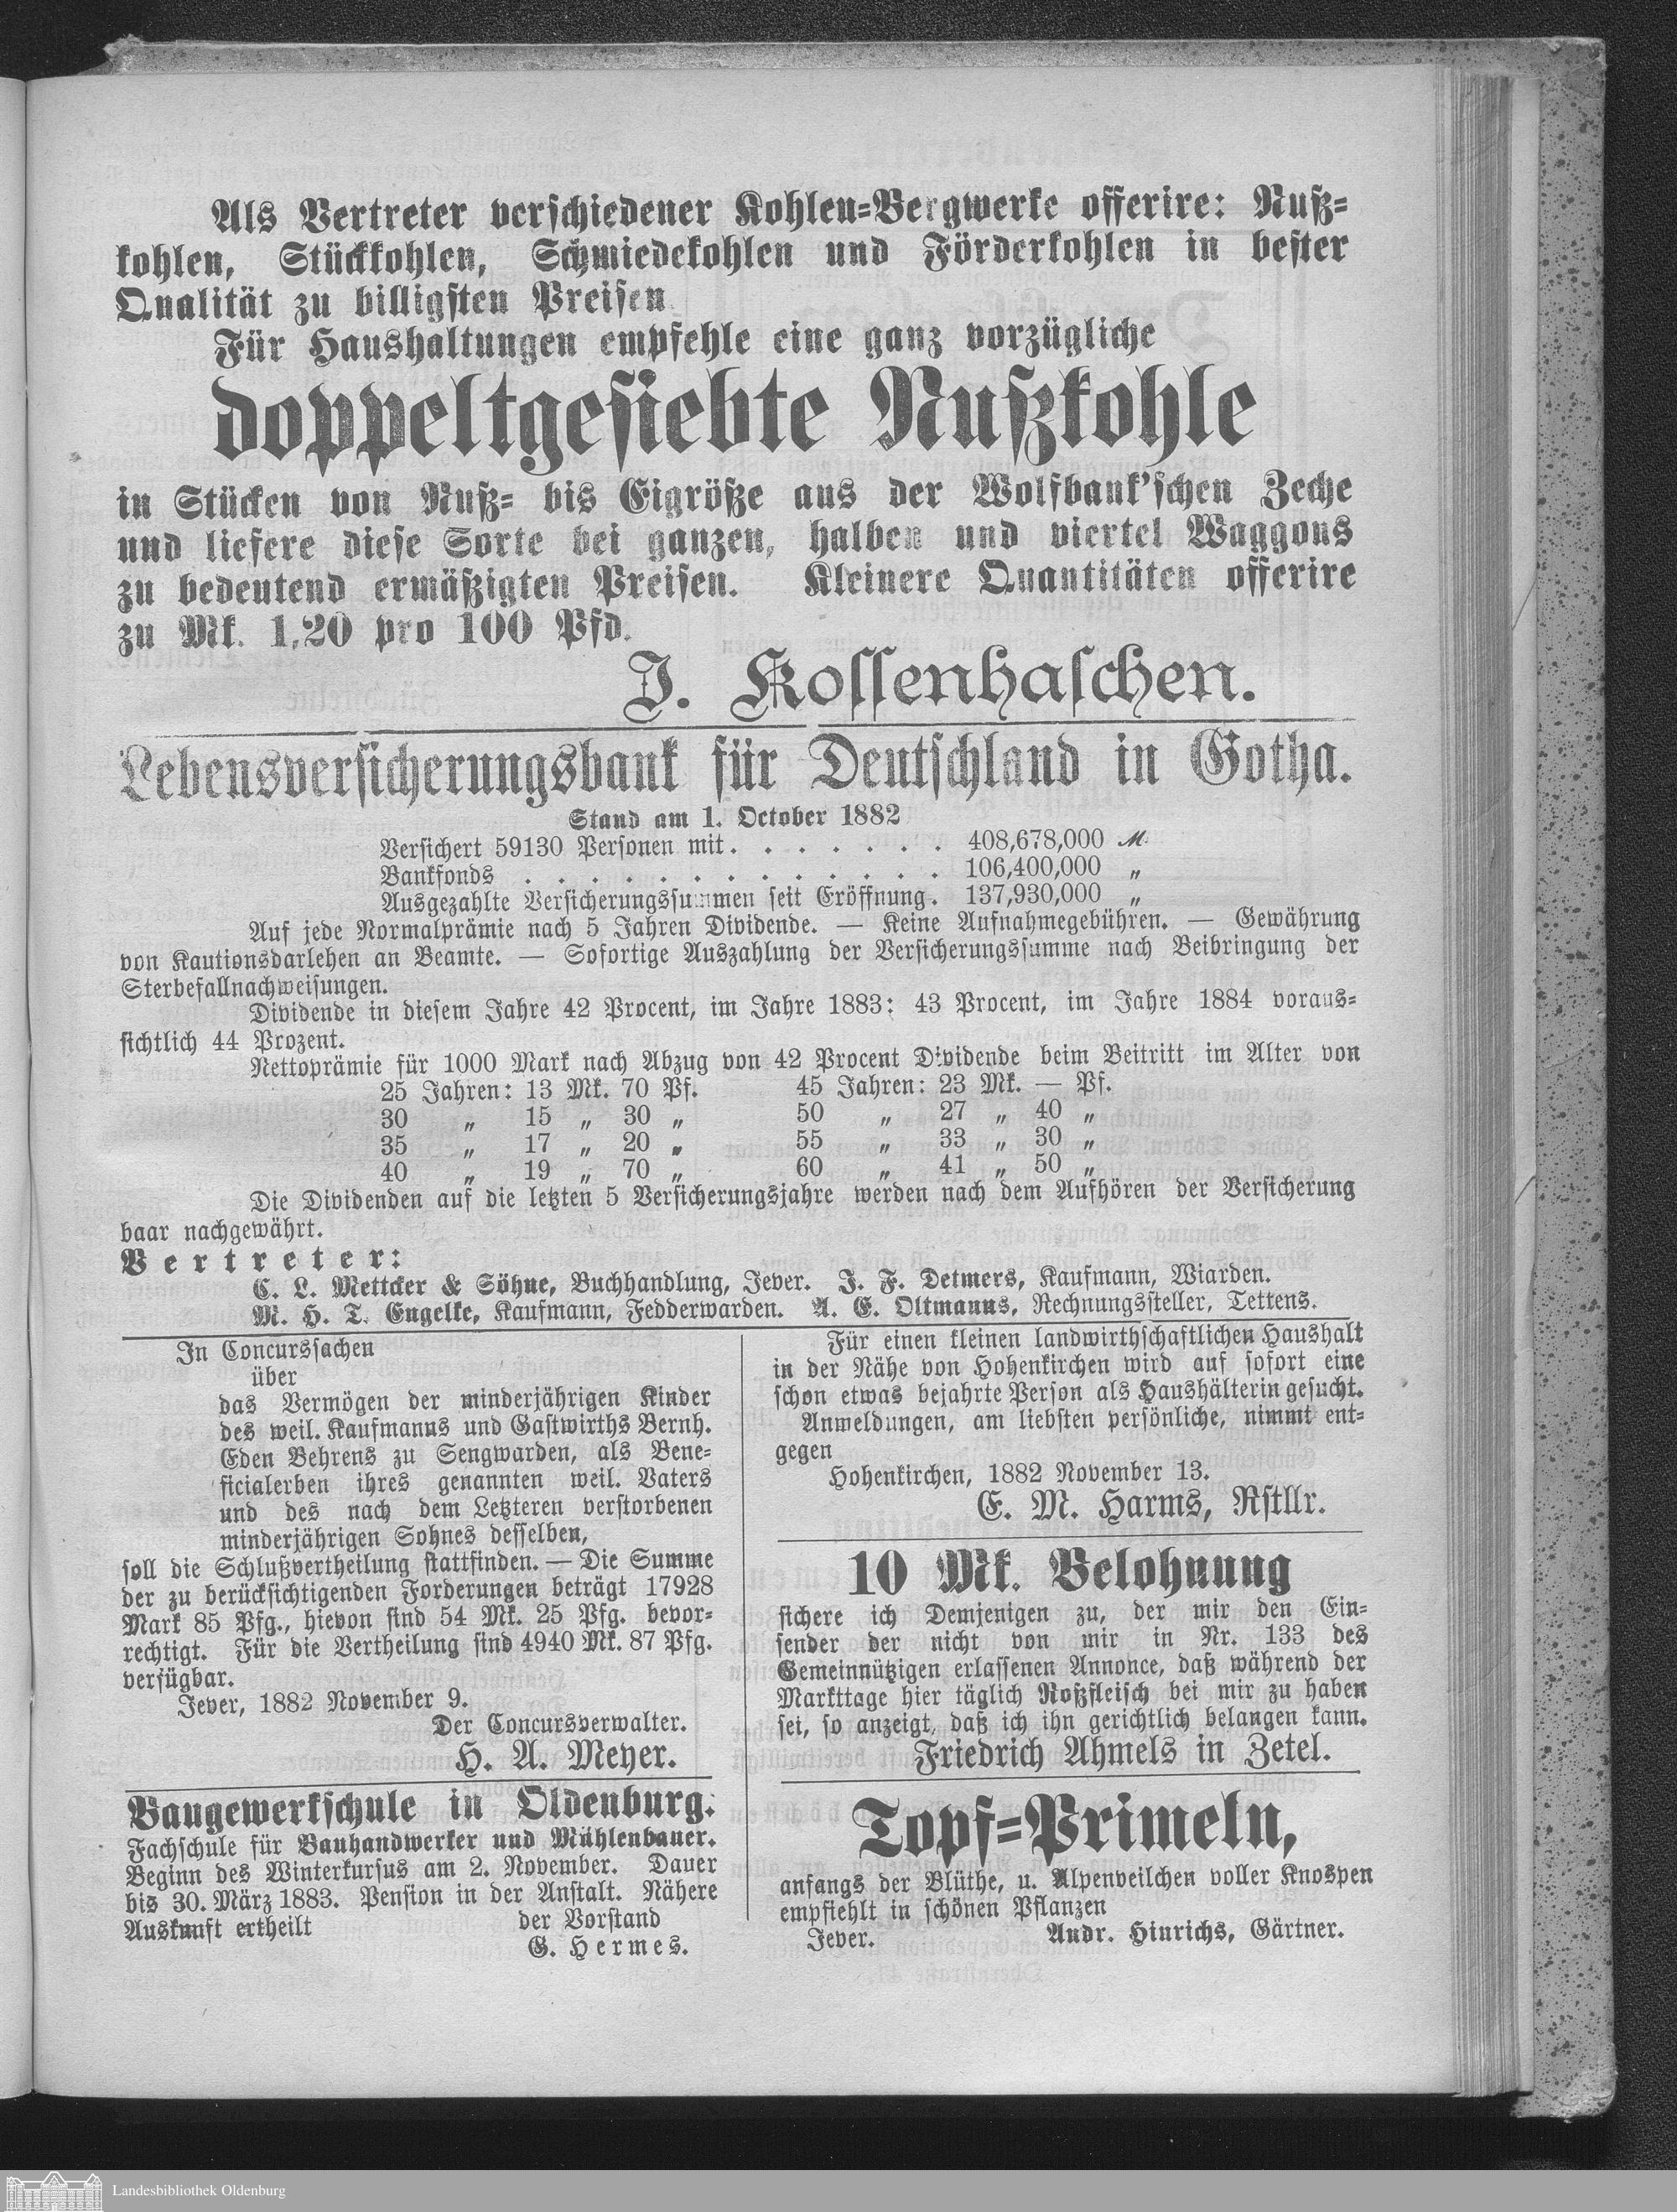 Als Vertreter verschiedener Kohlen-Bergwerke offerire: Nuß-
kohlen, Stückkohlen, Schmiedekohlen und Förderkohlen in bester
Qualität zu billigsten Preisen
Für Haushaltungen empfehle eine ganz vorzügliche
doppeltgesiebte Nußkohle
in Stücken von Nuß- bis Eigröße aus der Wolfbank'schen Zeche
und liefere diese Sorte bei ganzen, halben und viertel Waggons
zu bedeutend ermäßigten Preisen. Kleinere Quantitäten offerire
zu Mk. 1,20 pro 100 Pfd.
J. Kossenhaschen.
Lebensversicherungsbank für Deutschland in Gotha.
Stand am 1. October 1882
Versichert 59130 Personen mit . . . . . . . 408,678,000 M.
Bankfonds . . . . . . . . . . . . . 106,400,000 „
Ausgezahlte Versicherungssummen seit Eröffnung . 137,930,000 „
Auf jede Normalprämie nach 5 Jahren Dividende. — Keine Aufnahmegebühren. — Gewährung
von Kautionsdarlehen an Beamte. — Sofortige Auszahlung der Versicherungssumme nach Beibringung der
Sterbefallnachweisungen.
Dividende in diesem Jahre 42 Procent, im Jahre 1883: 43 Procent, im Jahre 1884 voraus-
sichtlich 44 Prozent.
Nettoprämie für 1000 Mark nach Abzug von 42 Procent Dividende beim Beitritt im Alter von
25 Jahren: 13 Mk. 70 Pf. 45 Jahren: 23 Mk. — Pf.
30 „ 15 „ 30 „ 50 „ 27 „ 40 „
35 „ 17 „ 20 „ 55 „ 33 „ 30 „
40 „ 19 „ 70 „ 60 „ 41 „ 50 „
Die Dividenden auf die letzten 5 Versicherungsjahre werden nach dem Aufhören der Versicherung
baar nachgewährt.
Vertreter:
C. L. Mettcker & Söhne, Buchhandlung, Jever. J. F. Detmers, Kaufmann, Wiarden.
M. H. T. Engelke, Kaufmann, Fedderwarden. A. E. Oltmanns, Rechnungssteller, Tettens.
In Concurssachen
über
das Vermögen der minderjährigen Kinder
des weil. Kaufmanns und Gastwirths Bernh.
Eden Behrens zu Sengwarden, als Bene-
ficialerben ihres genannten weil. Vaters
und des nach dem Letzteren verstorbenen
minderjährigen Sohnes desselben,
soll die Schlußvertheilung stattfinden. — Die Summe
der zu berücksichtigenden Forderungen beträgt 17928
Mark 85 Pfg., hievon sind 54 Mk. 25 Pfg. bevor-
rechtigt. Für die Vertheilung sind 4940 Mk. 87 Pfg.
verfügbar.
Jever, 1882 November 9.
Der Concursverwalter.
H. A. Meyer.
Baugewerkschule in Oldenburg.
Fachschule für Bauhandwerker und Mühlenbauer.
Beginn des Winterkursus am 2. November. Dauer
bis 30. März 1883. Pension in der Anstalt. Nähere
Auskunft ertheilt der Vorstand
G. Hermes.
Für einen kleinen landwirthschaftlichen Haushalt
in der Nähe von Hohenkirchen wird auf sofort eine
schon etwas bejahrte Person als Haushälterin gesucht.
Anmeldungen, am liebsten persönliche, nimmt ent-
gegen
Hohenkirchen, 1882 November 13.
E. M. Harms, Rstllr.
10 Mk. Belohnung
sichere ich Demjenigen zu, der mir den Ein-
sender der nicht von mir in Nr. 133 des
Gemeinnützigen erlassenen Annonce, daß während der
Markttage hier täglich Roßfleisch bei mir zu haben
sei, so anzeigt, daß ich ihn gerichtlich belangen kann.
Friedrich Ahmels in Zetel.
Topf-Primeln,
anfangs der Blüthe, u. Alpenveilchen voller Knospen
empfiehlt in schönen Pflanzen
Jever. Andr. Hinrichs, Gärtner.
Landesbibliothek Oldenburg